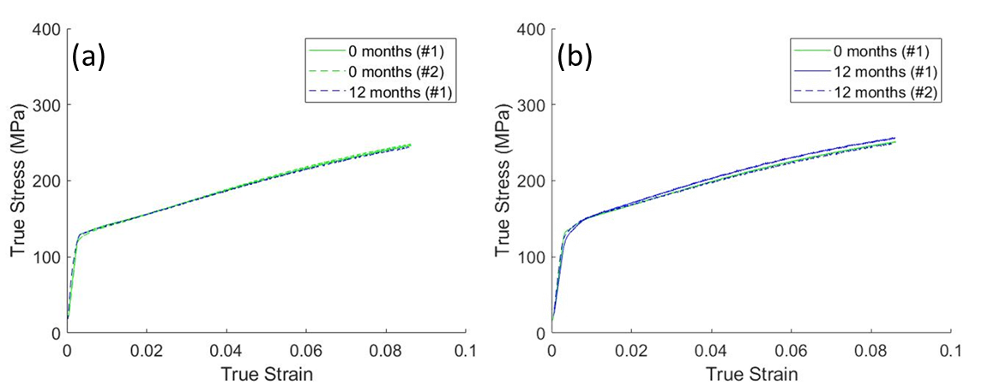 (a)
0 months (#1)
0 months (#2)
12 months (#1)
400
300
200
100
0
True Stress (MPa)
0 0.02 0.04 0.06 0.08 0.1
True Strain
(b)
0 months (#1)
12 months (#1)
12 months (#2)
400
300
200
100
0
True Stress (MPa)
0 0.02 0.04 0.06 0.08 0.1
True Strain